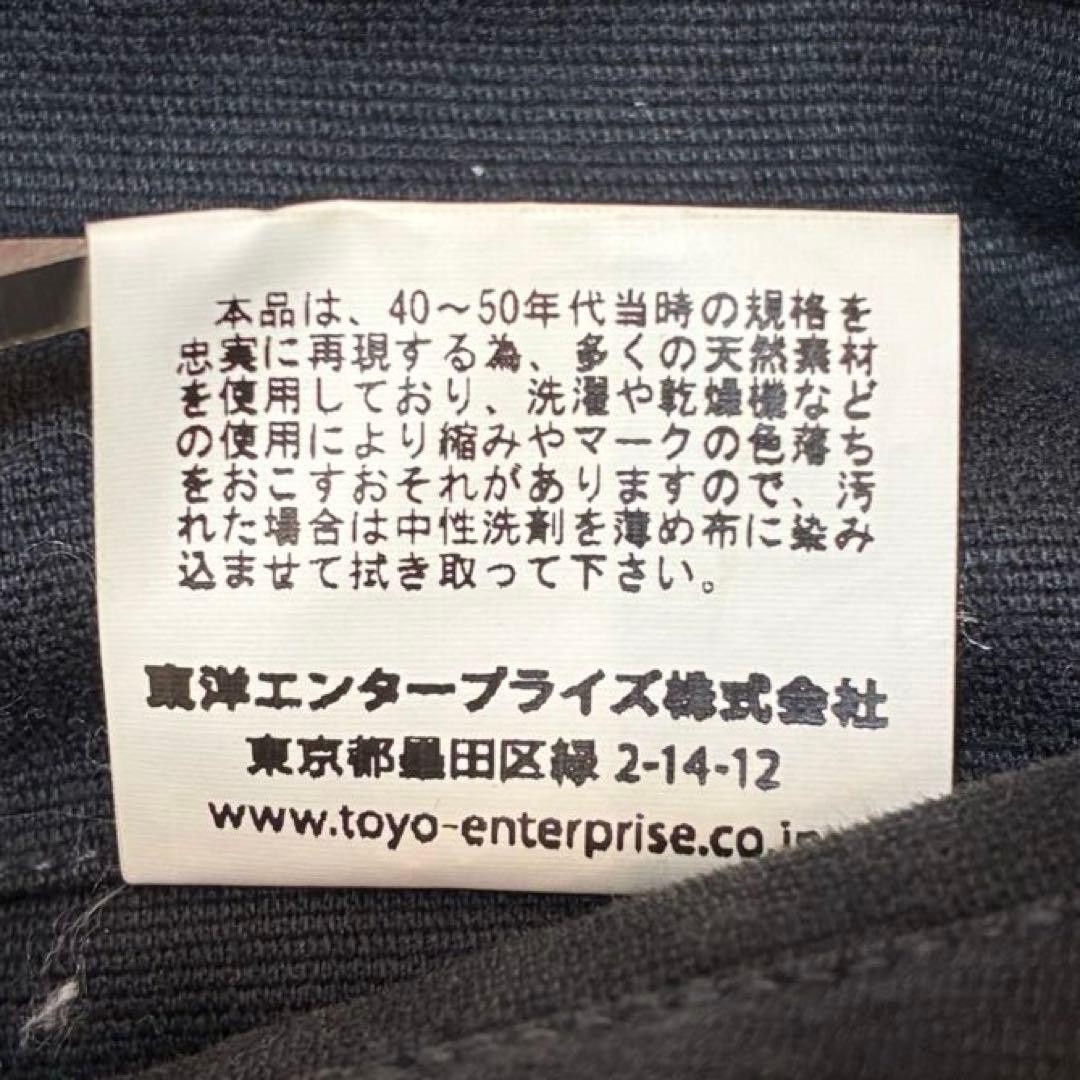 本品は、40～50年代当時の規格を
忠実に再現する為、多くの天然素材
を使用しており、洗濯や乾燥機など
の使用により縮みやマークの色落ち
をおこすおそれがありますので、汚
れた場合は中性洗剤を薄め布に染み
込ませて拭き取って下さい。
東洋エンタープライズ株式会社
東京都墨田区緑 2-14-12
www.toyo-enterprise.co.jp